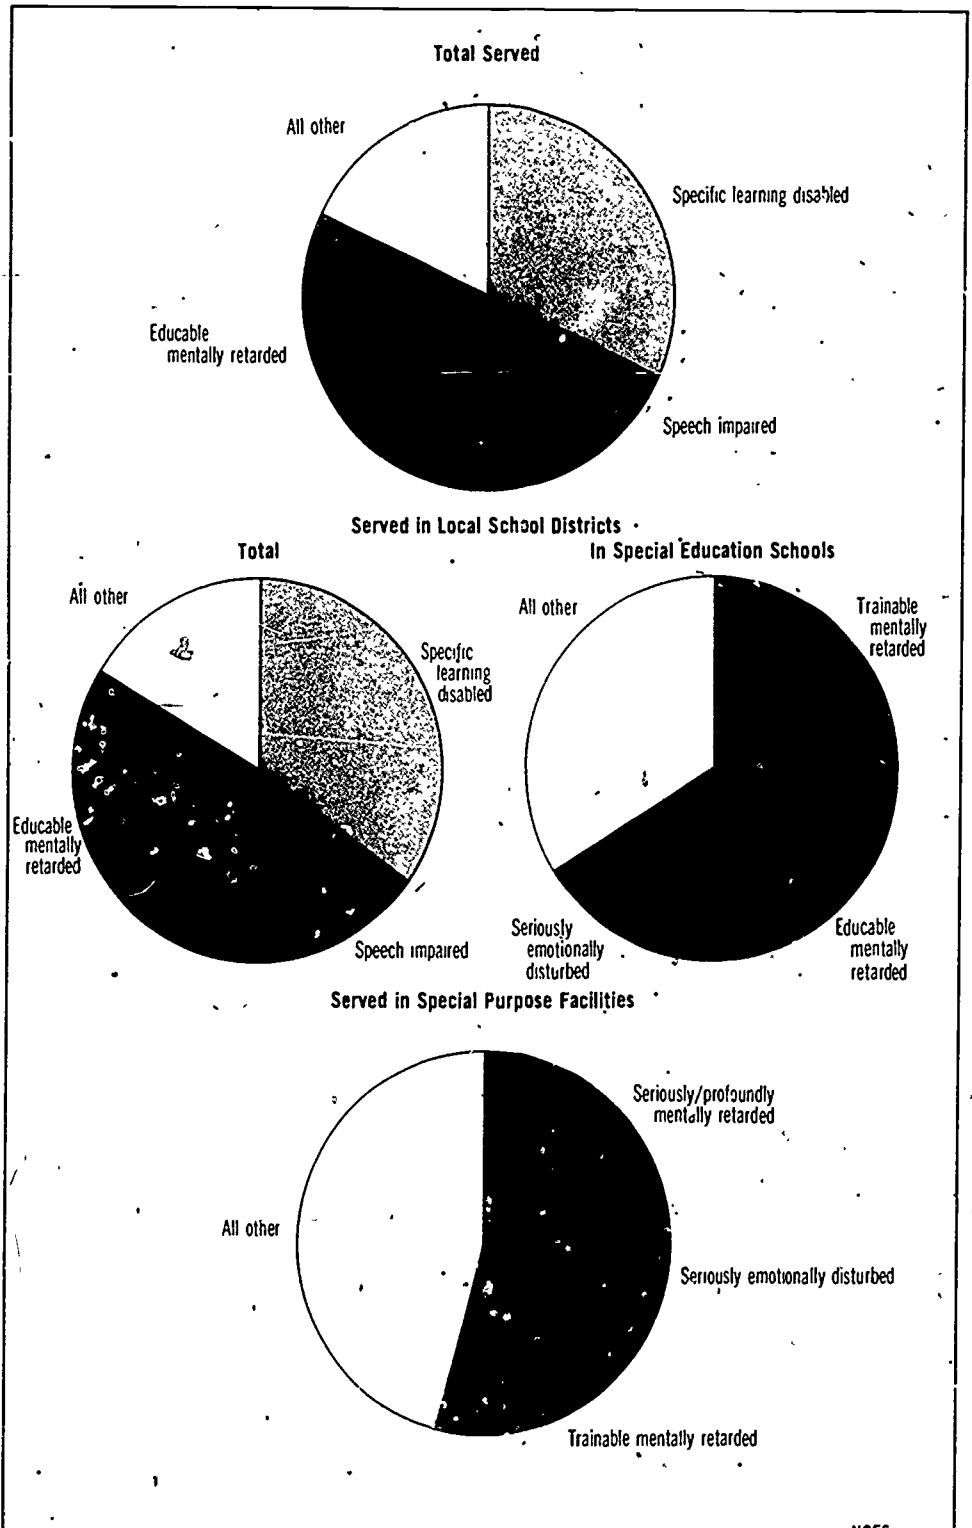 Total Served
All other
Specific learning disabled
Educable
mentally retarded
Speech impaired
Served in Local School Districts
Total
In Special Education Schools
All other
Specific
learning
disabled
Educable
mentally
retarded
Speech impaired
All other
Trainable
mentally
retarded
Seriously
emotionally
disturbed
Educable
mentally
retarded
Served in Special Purpose Facilities
Seriously/profoundly
mentally retarded
All other
Seriously emotionally disturbed
Trainable mentally retarded